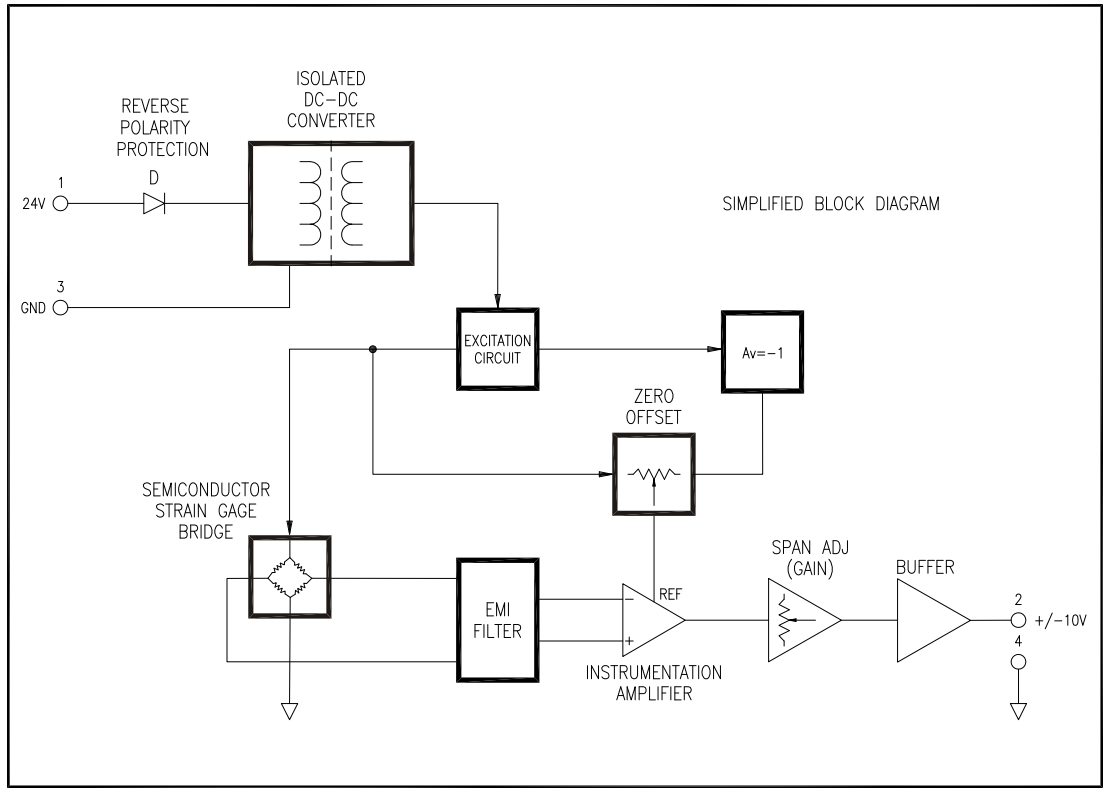 ISOLATED
DC-DC
CONVERTER
REVERSE
POLARITY
PROTECTION
D
1
24V
SIMPLIFIED BLOCK DIAGRAM
3
GND
EXCITATION
CIRCUIT
Av=-1
ZERO
OFFSET
SEMICONDUCTOR
STRAIN GAGE
BRIDGE
SPAN ADJ
(GAIN)
BUFFER
EMI
FILTER
REF
-
+
INSTRUMENTATION
AMPLIFIER
2
+/-10V
4